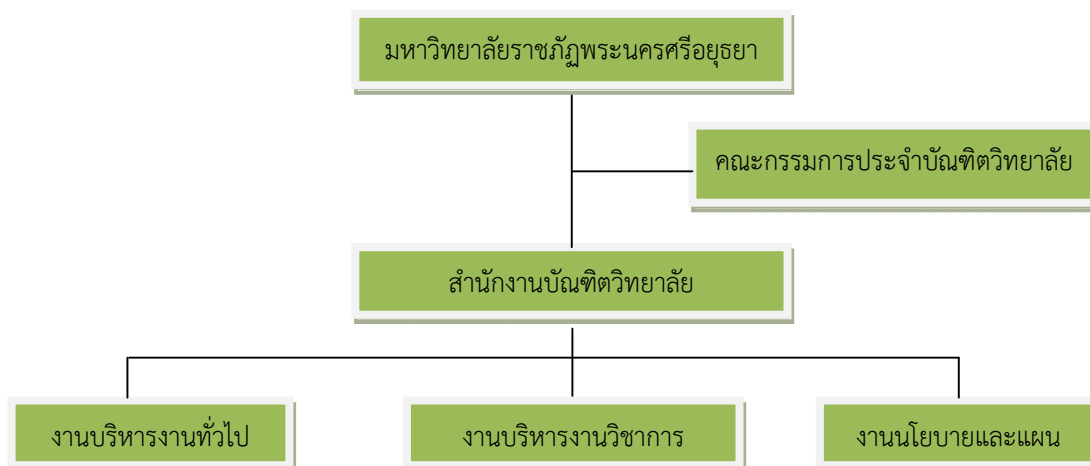 มหาวิทยาลัยราชภัฏพระนครศรีอยุธยา
คณะกรรมการประจำบัณฑิตวิทยาลัย
สำนักงานบัณฑิตวิทยาลัย
งานบริหารงานทั่วไป
งานบริหารงานวิชาการ
งานนโยบายและแผน